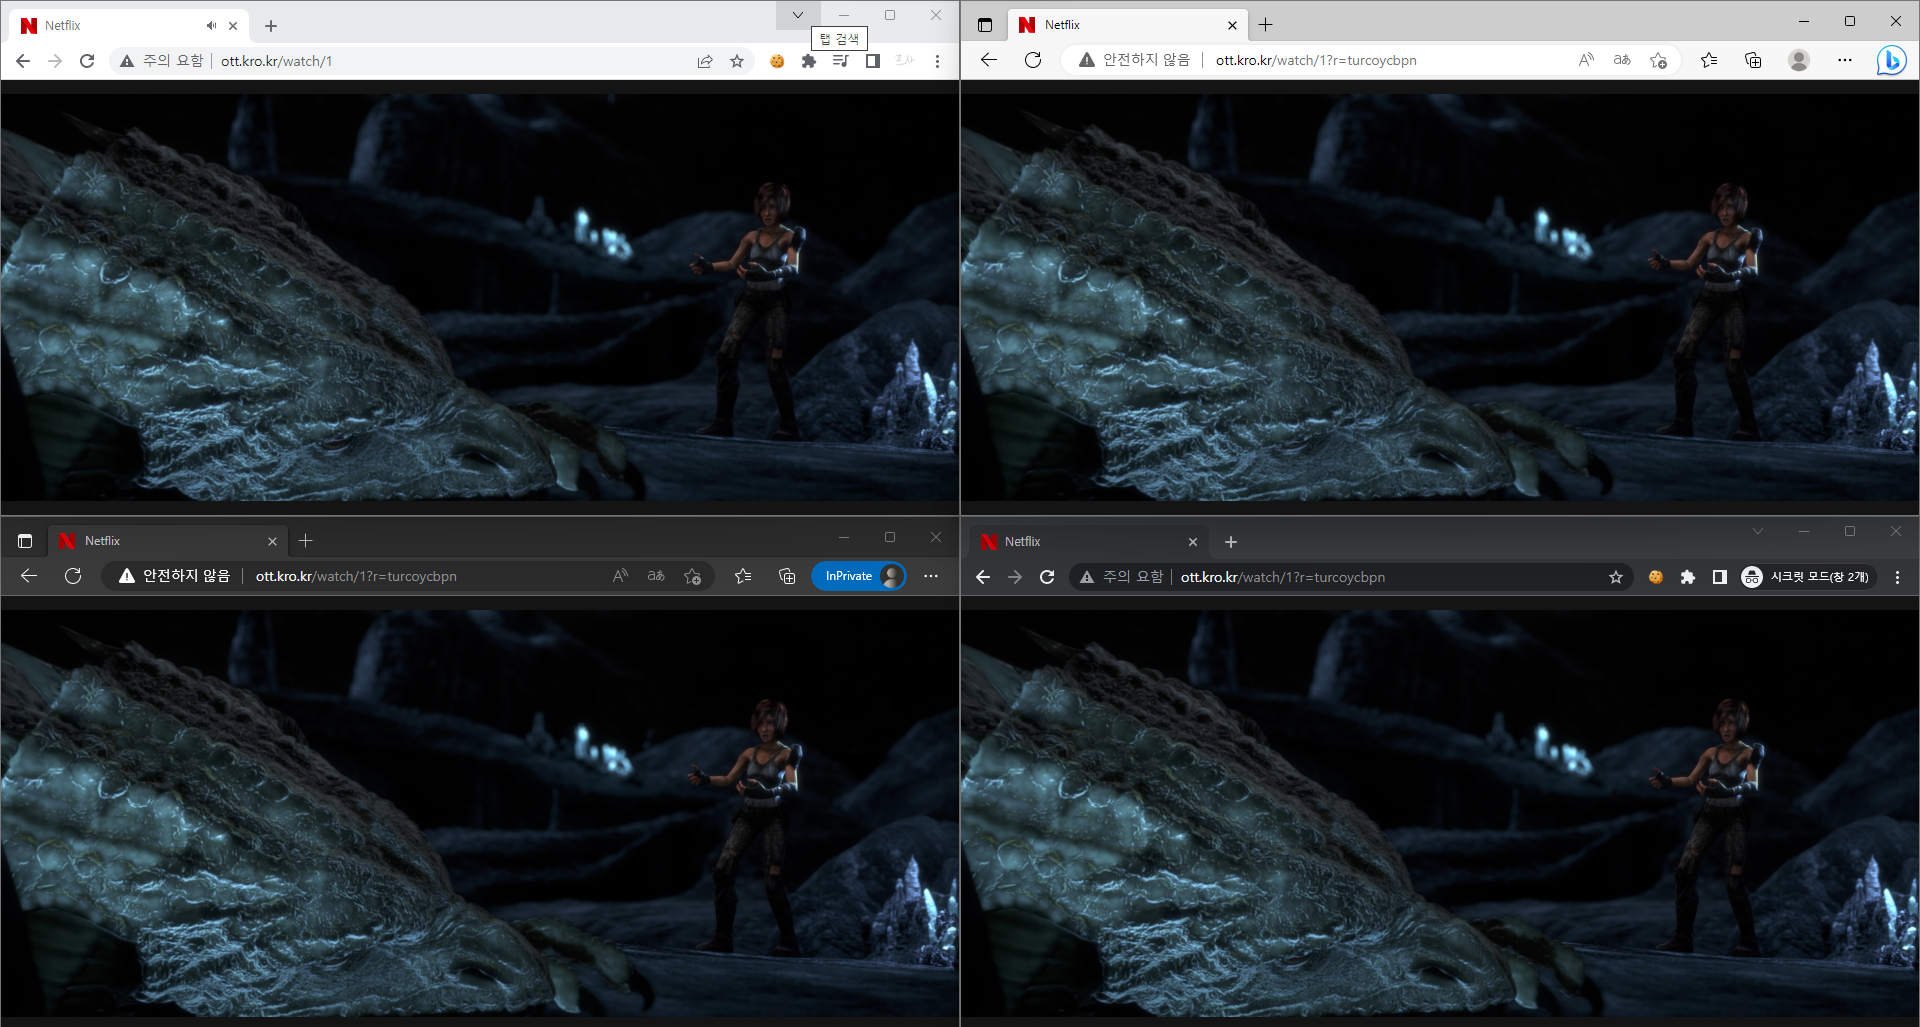 Netflix
탭 검색
주의 요함 ott.kro.kr/watch/1
Netflix
안전하지 않음 ott.kro.kr/watch/1?r=turcoycbpn
Netflix
안전하지 않음 ott.kro.kr/watch/1?r=turcoycbpn
InPrivate
Netflix
주의 요함 ott.kro.kr/watch/1?r=turcoycbpn
시크릿 모드(창 2개)